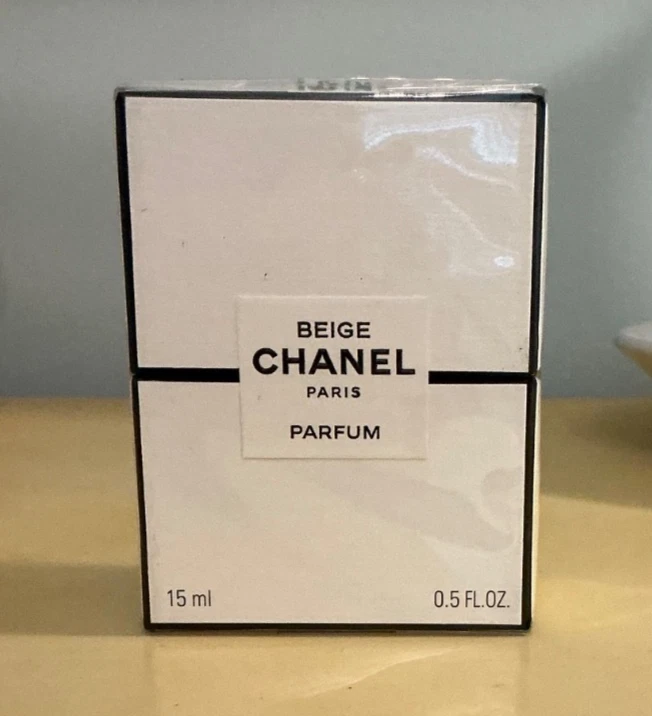 BEIGE
CHANEL
PARIS
PARFUM
15 ml
0.5 FL.OZ.